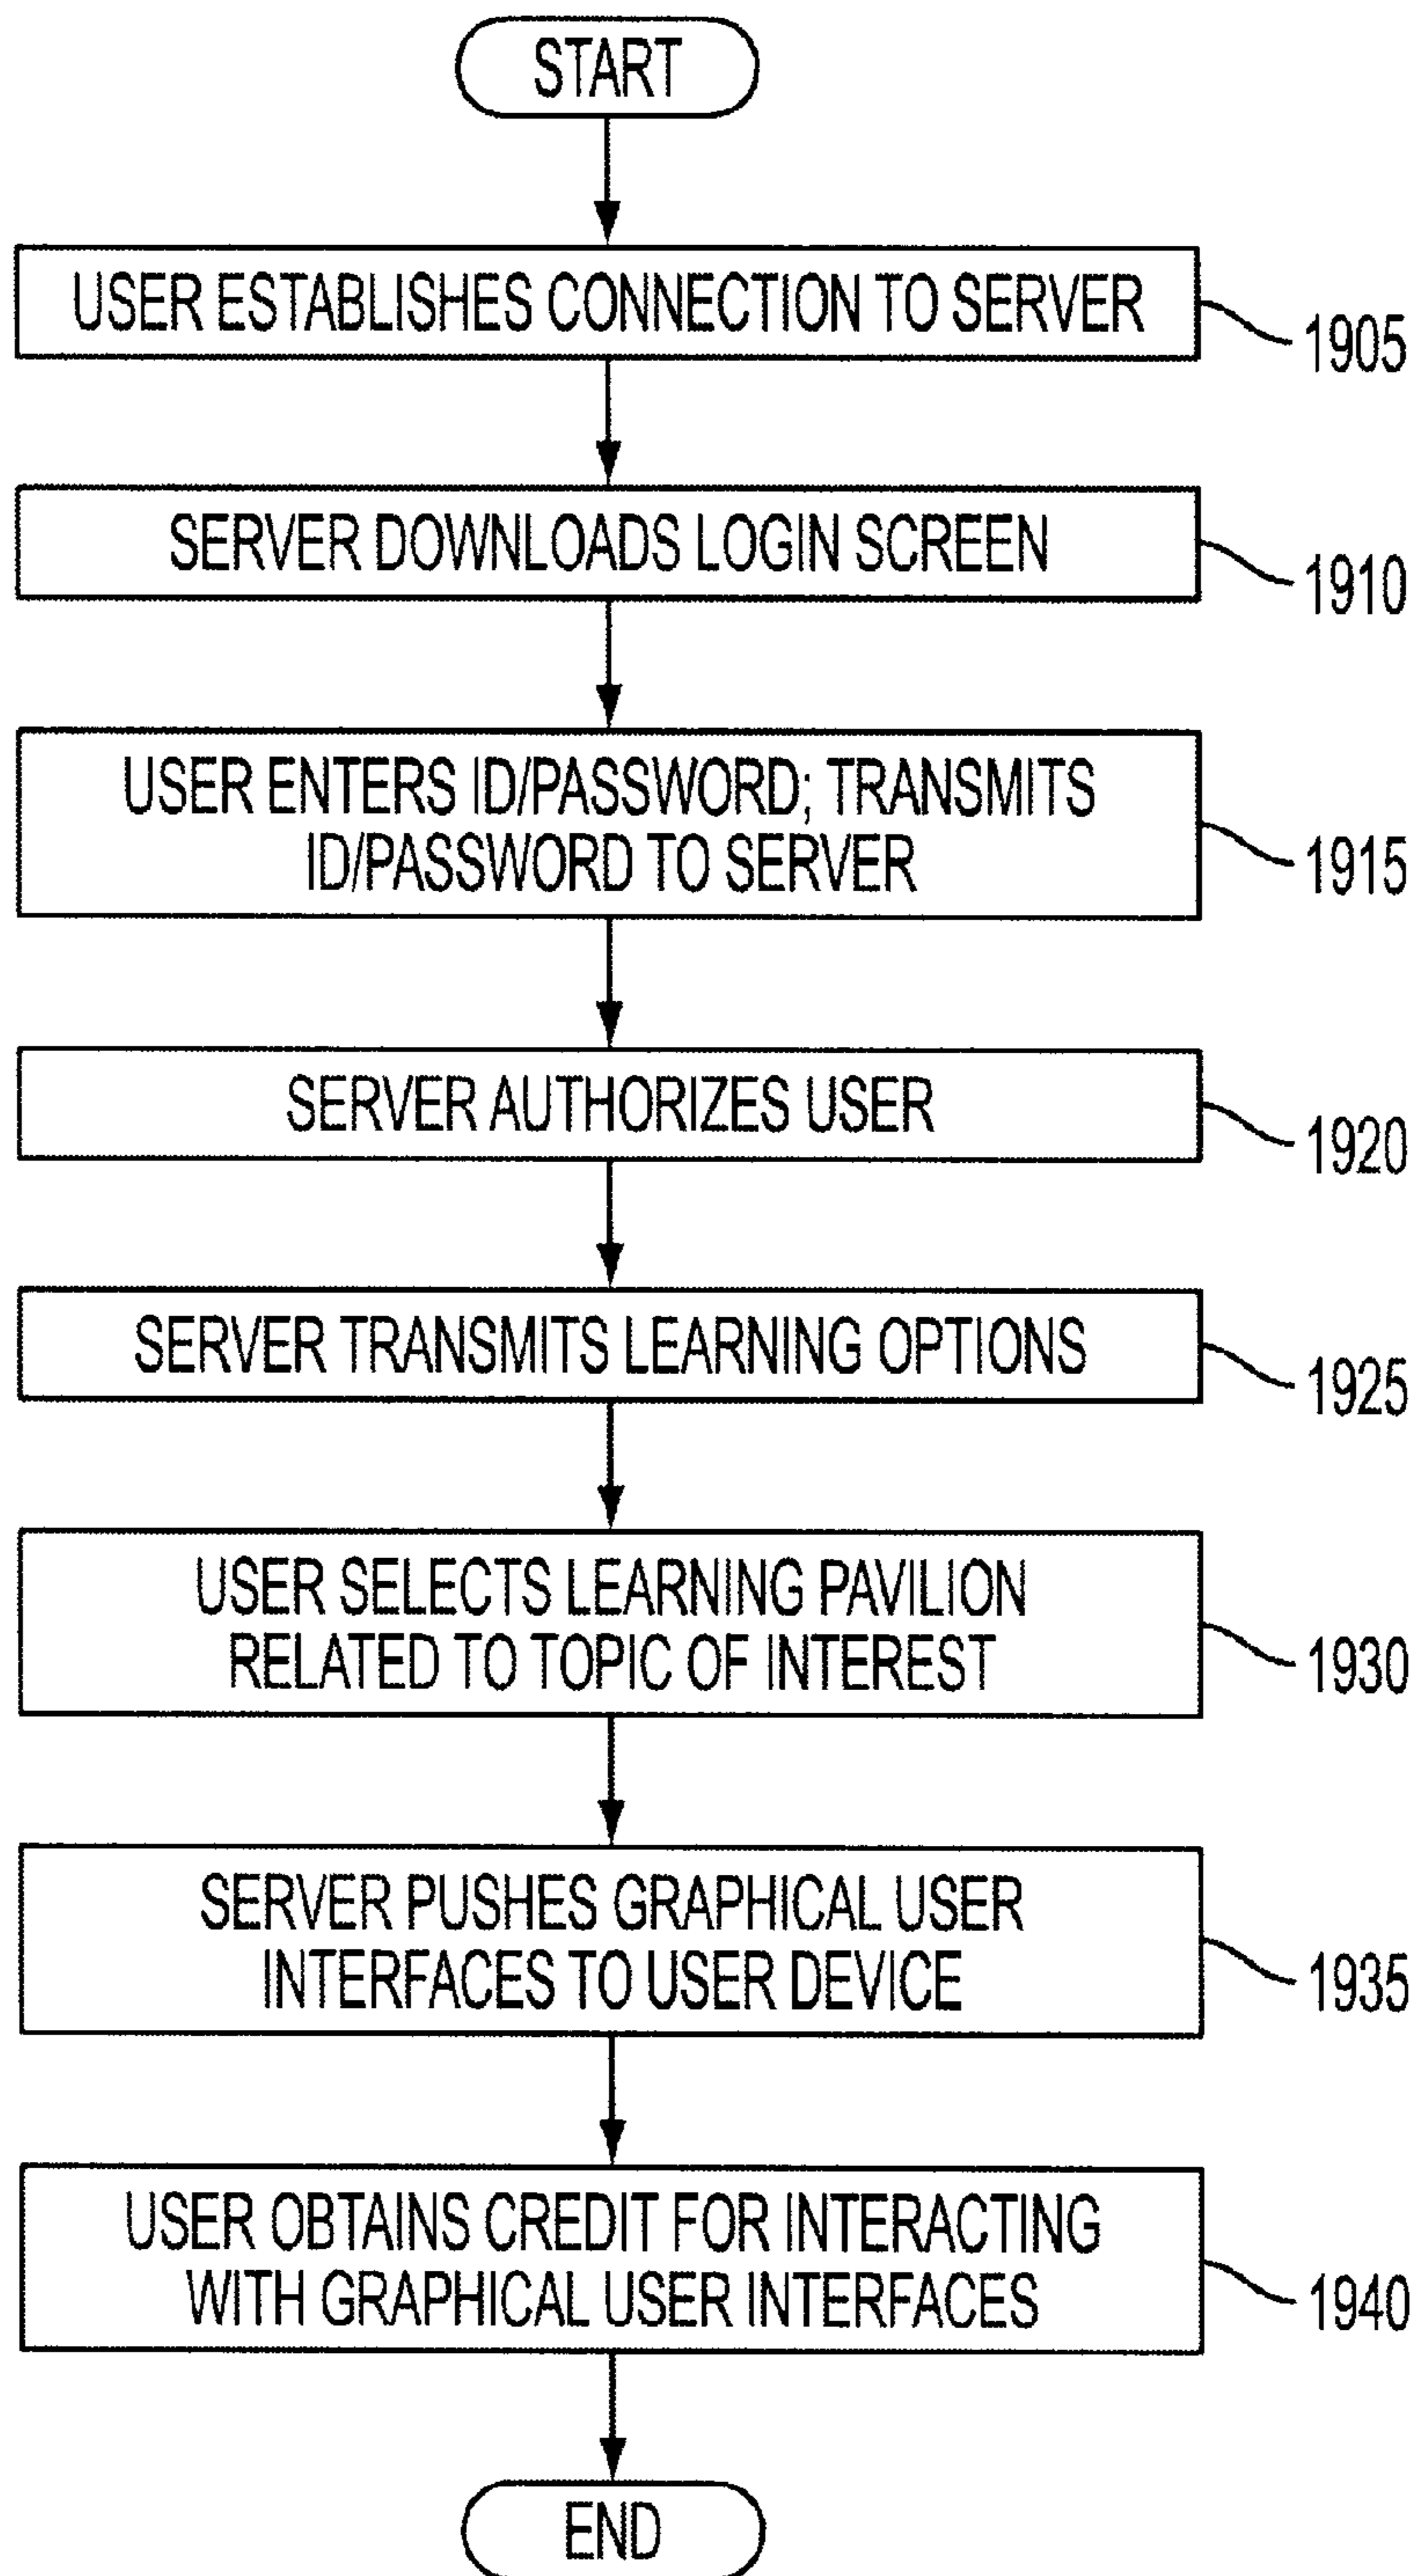 START
USER ESTABLISHES CONNECTION TO SERVER
1905
SERVER DOWNLOADS LOGIN SCREEN
1910
USER ENTERS ID/PASSWORD; TRANSMITS
ID/PASSWORD TO SERVER
1915
SERVER AUTHORIZES USER
1920
SERVER TRANSMITS LEARNING OPTIONS
1925
USER SELECTS LEARNING PAVILION
RELATED TO TOPIC OF INTEREST
1930
SERVER PUSHES GRAPHICAL USER
INTERFACES TO USER DEVICE
1935
USER OBTAINS CREDIT FOR INTERACTING
WITH GRAPHICAL USER INTERFACES
1940
END